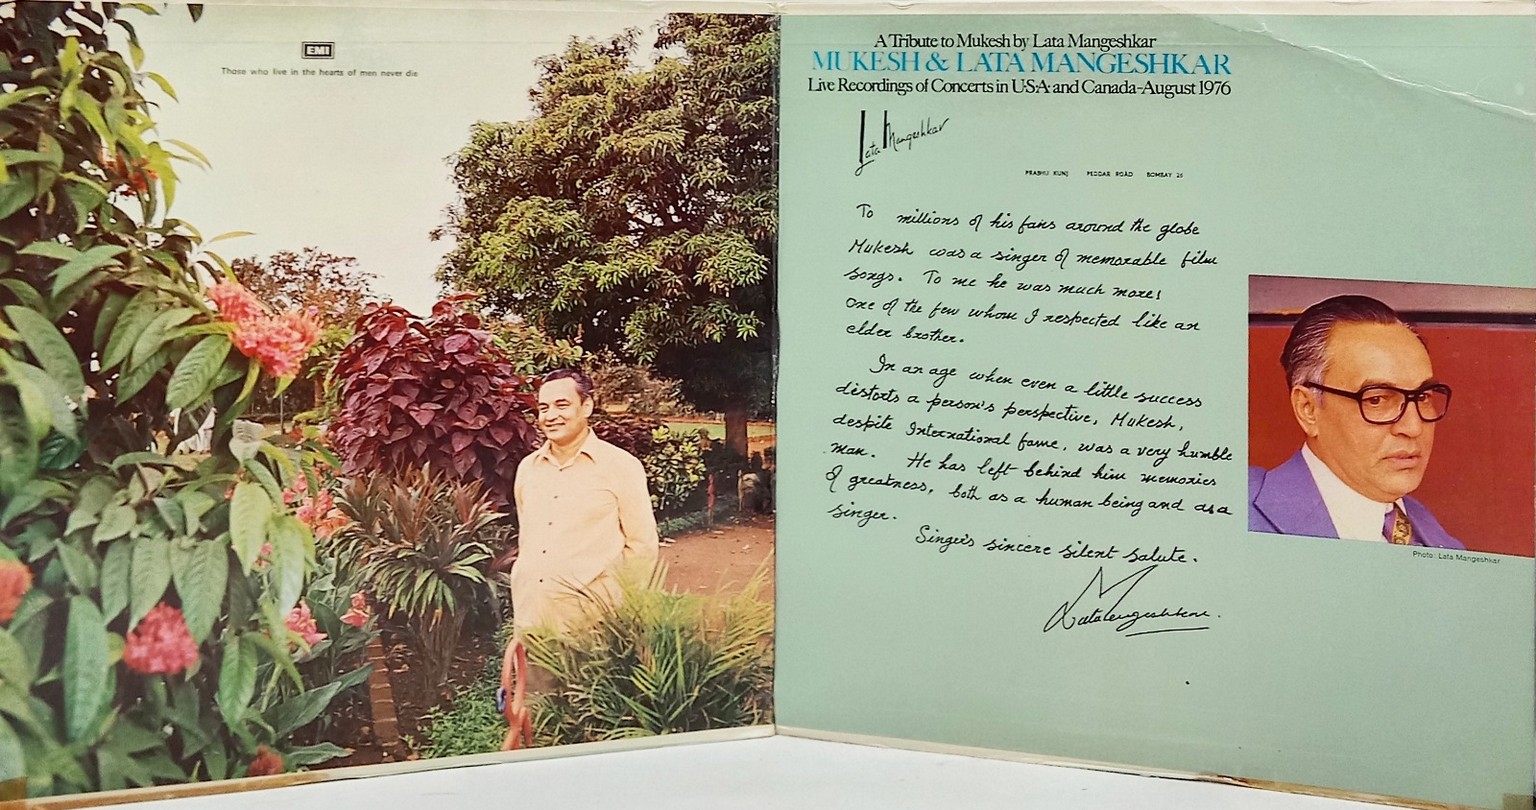 EMI
Those who live in the hearts of men never die
A Tribute to Mukesh by Lata Mangeshkar
MUKESH & LATA MANGESHKAR
Live Recordings of Concerts in U·S·A· and Canada-August 1976
Lata Mangeshkar
PRABHU KUNJ PEDDAR ROAD BOMBAY 26
To millions of his fans around the globe
Mukesh was a singer of memorable film
songs. To me he was much more;
one of the few whom I respected like an
elder brother.
In an age when even a little success
distorts a person's perspective, Mukesh,
despite International fame, was a very humble
man. He has left behind him memories
of greatness, both as a human being and as a
singer.
Singer's sincere silent salute.
Lata Mangeshkar.
Photo: Lata Mangeshkar